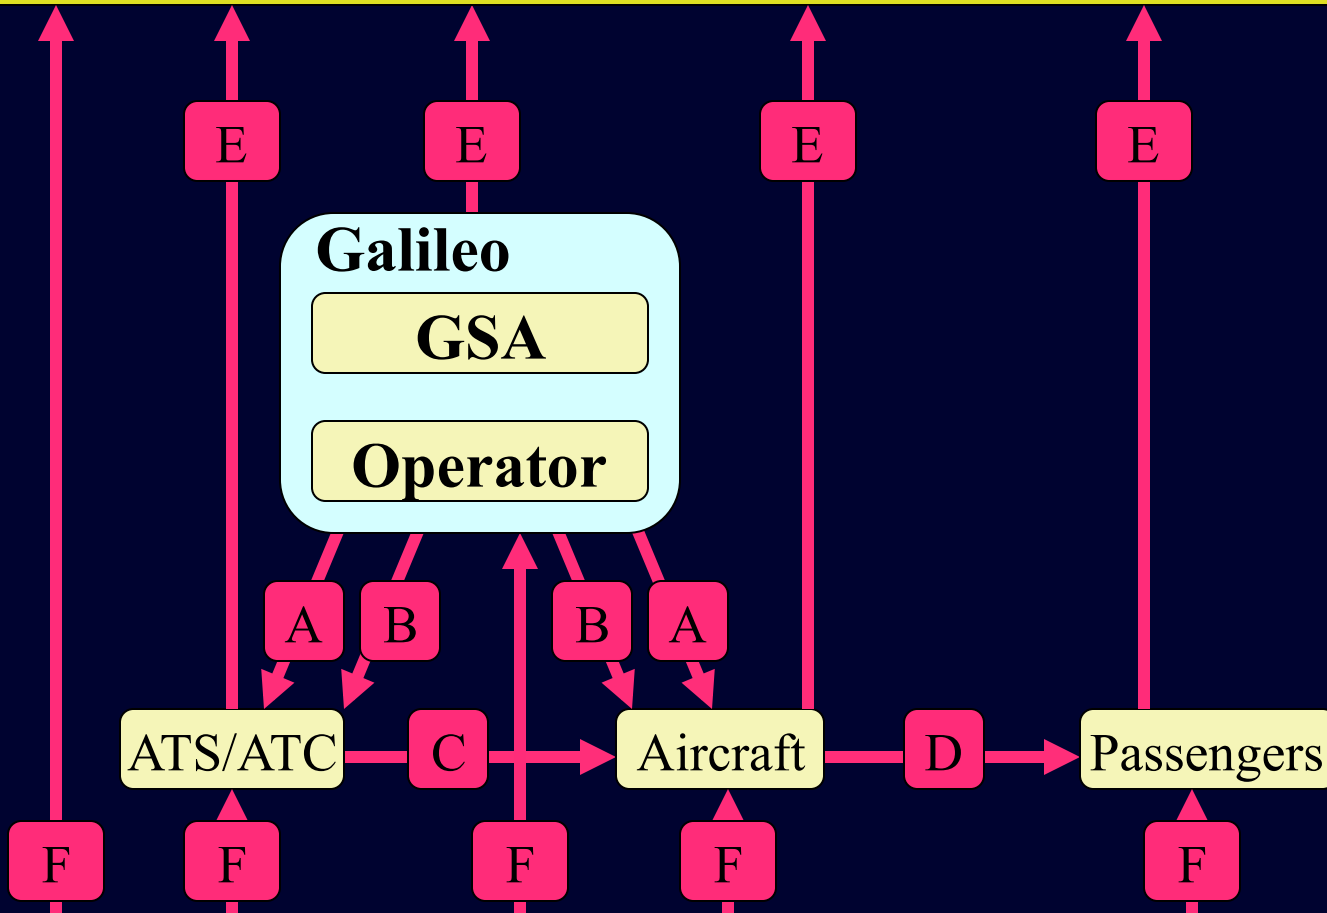 E E E E
Galileo
GSA
Operator
A B B A
ATS/ATC C Aircraft D Passengers
F F F F F